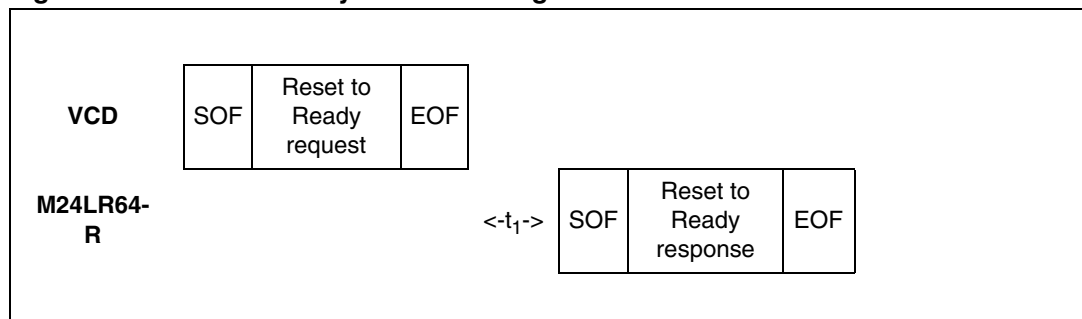 VCD
SOF
Reset to
Ready
request
EOF
M24LR64-
R
<-t₁->
SOF
Reset to
Ready
response
EOF